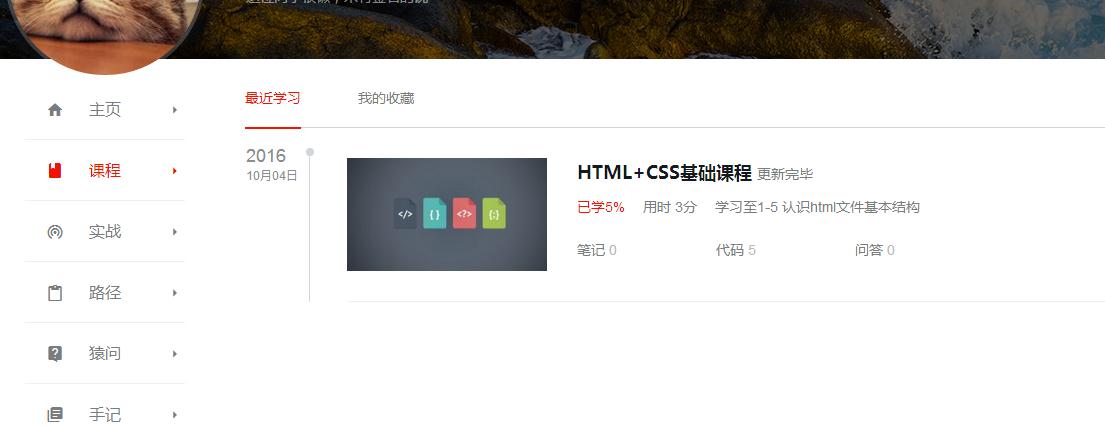 主页
课程
实战
路径
猿问
手记
最近学习 我的收藏
2016
10月04日
</> { } <?> {;}
HTML+CSS基础课程 更新完毕
已学5% 用时 3分 学习至1-5 认识html文件基本结构
笔记 0 代码 5 问答 0